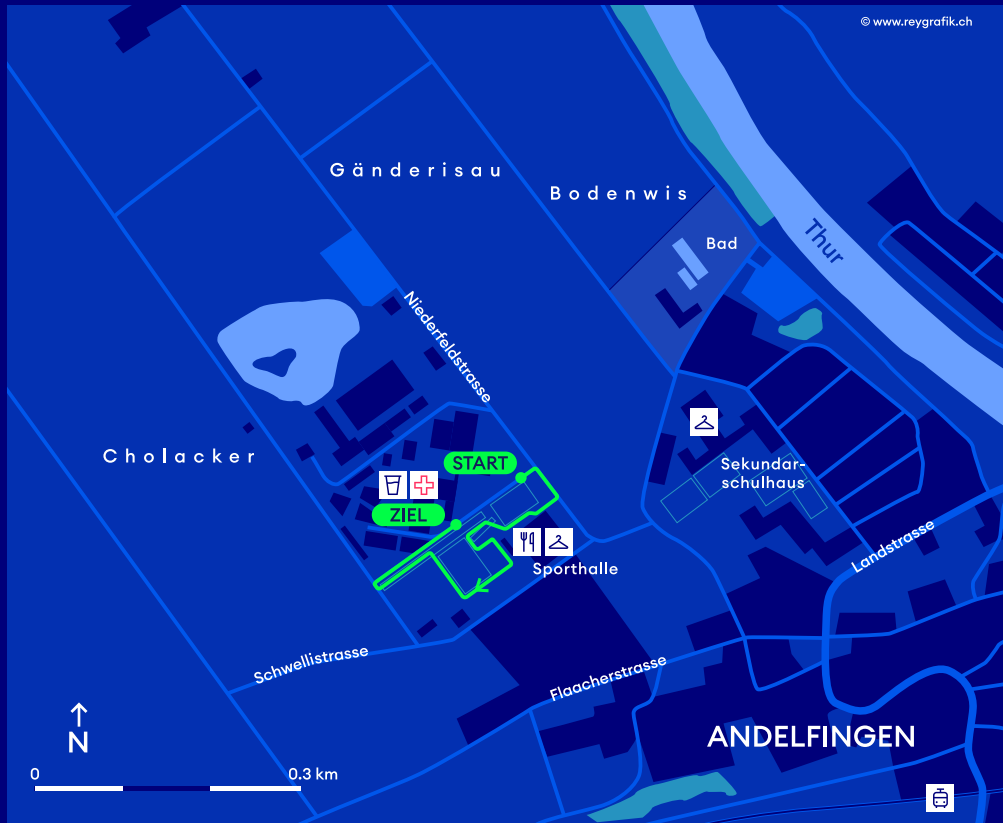 © www.reygrafik.ch
Gänderisau
Bodenwis
Bad
Thur
Niederfeldstrasse
Cholacker
START
ZIEL
Sekundar-
schulhaus
Sporthalle
Landstrasse
Schwellistrasse
Flaacherstrasse
ANDELFINGEN
N
0
0.3 km